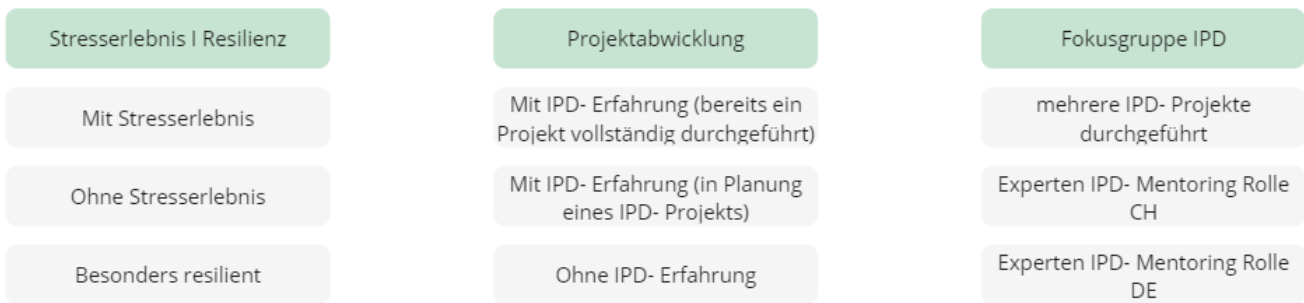 Stresserlebnis I Resilienz
Mit Stresserlebnis
Ohne Stresserlebnis
Besonders resilient
Projektabwicklung
Mit IPD- Erfahrung (bereits ein
Projekt vollständig durchgeführt)
Mit IPD- Erfahrung (in Planung
eines IPD- Projekts)
Ohne IPD- Erfahrung
Fokusgruppe IPD
mehrere IPD- Projekte
durchgeführt
Experten IPD- Mentoring Rolle
CH
Experten IPD- Mentoring Rolle
DE